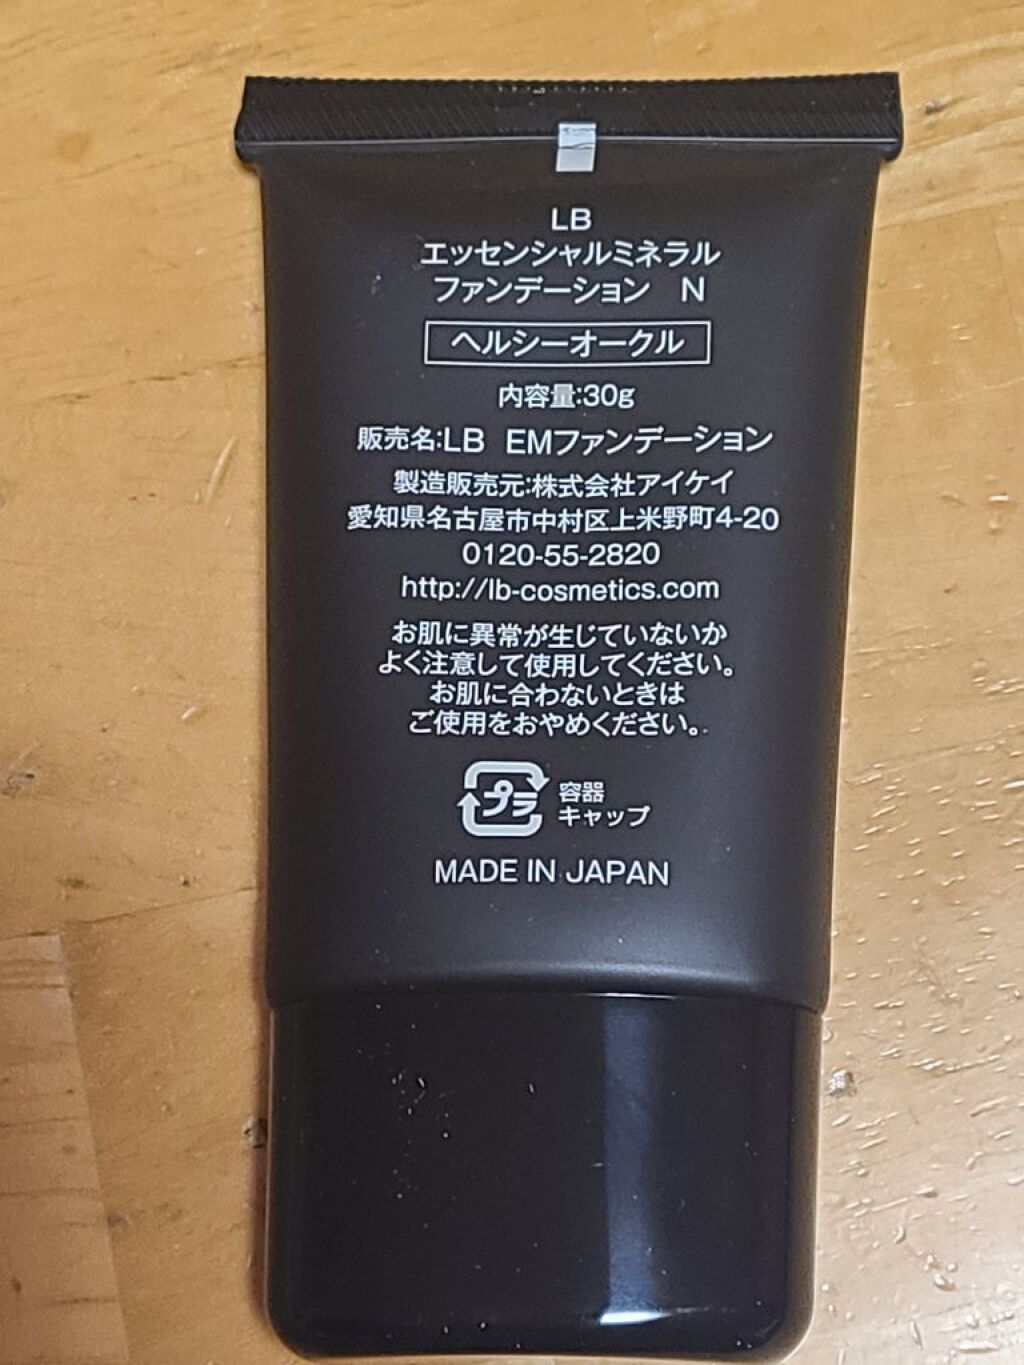 LB
エッセンシャルミネラル
ファンデーション　N
ヘルシーオークル
内容量:30g
販売名:LB　EMファンデーション
製造販売元:株式会社アイケイ
愛知県名古屋市中村区上米野町4-20
0120-55-2820
http://lb-cosmetics.com
お肌に異常が生じていないか
よく注意して使用してください。
お肌に合わないときは
ご使用をおやめください。
プラ 容器
キャップ
MADE IN JAPAN